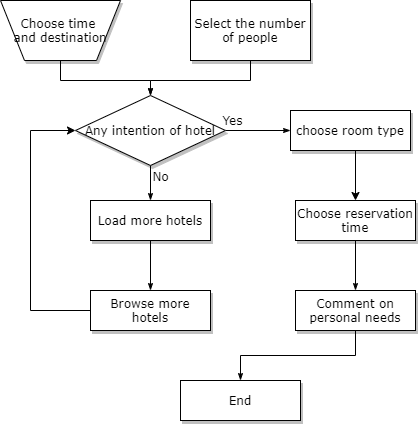 Choose time
and destination
Select the number
of people
Any intention of hotel
Yes
choose room type
No
Load more hotels
Choose reservation
time
Browse more
hotels
Comment on
personal needs
End